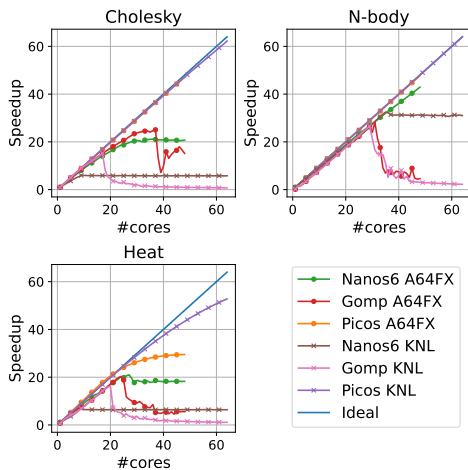 Cholesky
60
40
20
0
Speedup
0 20 40 60
#cores
N-body
60
40
20
0
Speedup
0 20 40 60
#cores
Heat
60
40
20
0
Speedup
0 20 40 60
#cores
Nanos6 A64FX
Gomp A64FX
Picos A64FX
Nanos6 KNL
Gomp KNL
Picos KNL
Ideal